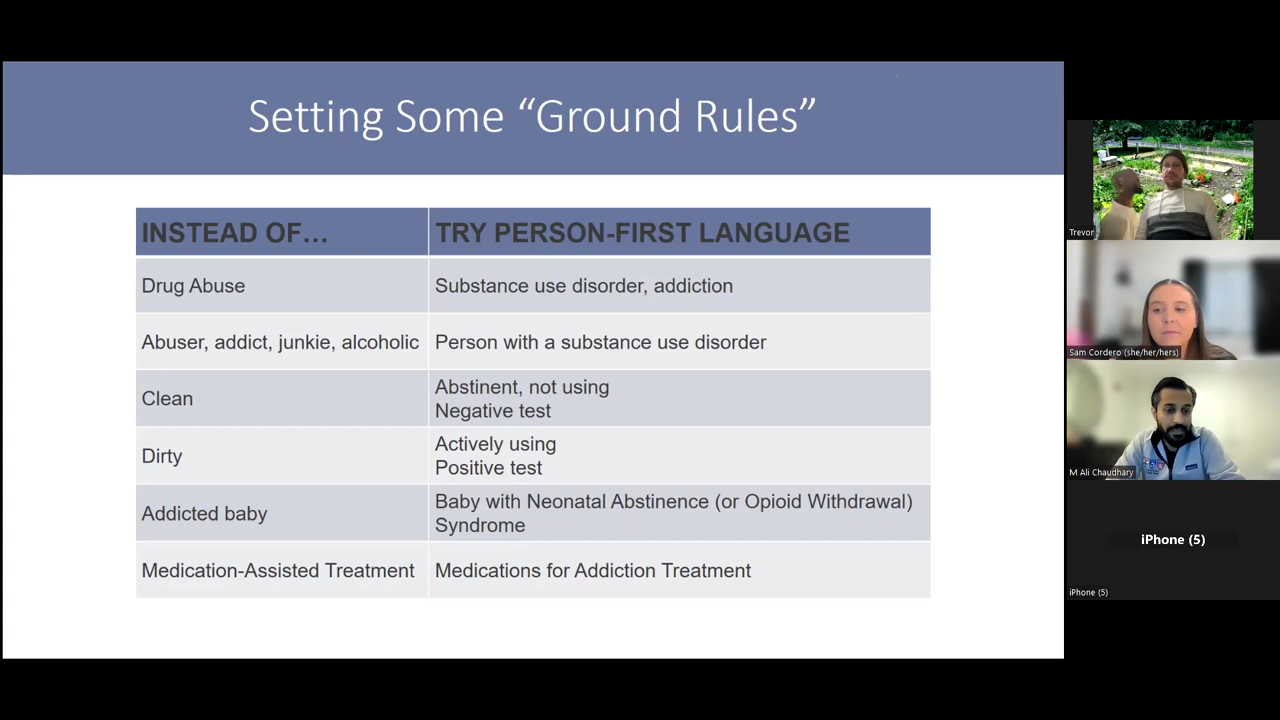 Setting Some “Ground Rules”
INSTEAD OF…
TRY PERSON-FIRST LANGUAGE
Drug Abuse
Substance use disorder, addiction
Abuser, addict, junkie, alcoholic
Person with a substance use disorder
Clean
Abstinent, not using
Negative test
Dirty
Actively using
Positive test
Addicted baby
Baby with Neonatal Abstinence (or Opioid Withdrawal)
Syndrome
Medication-Assisted Treatment
Medications for Addiction Treatment
Trevor
Sam Cordero (she/her/hers)
M Ali Chaudhary
iPhone (5)
iPhone (5)